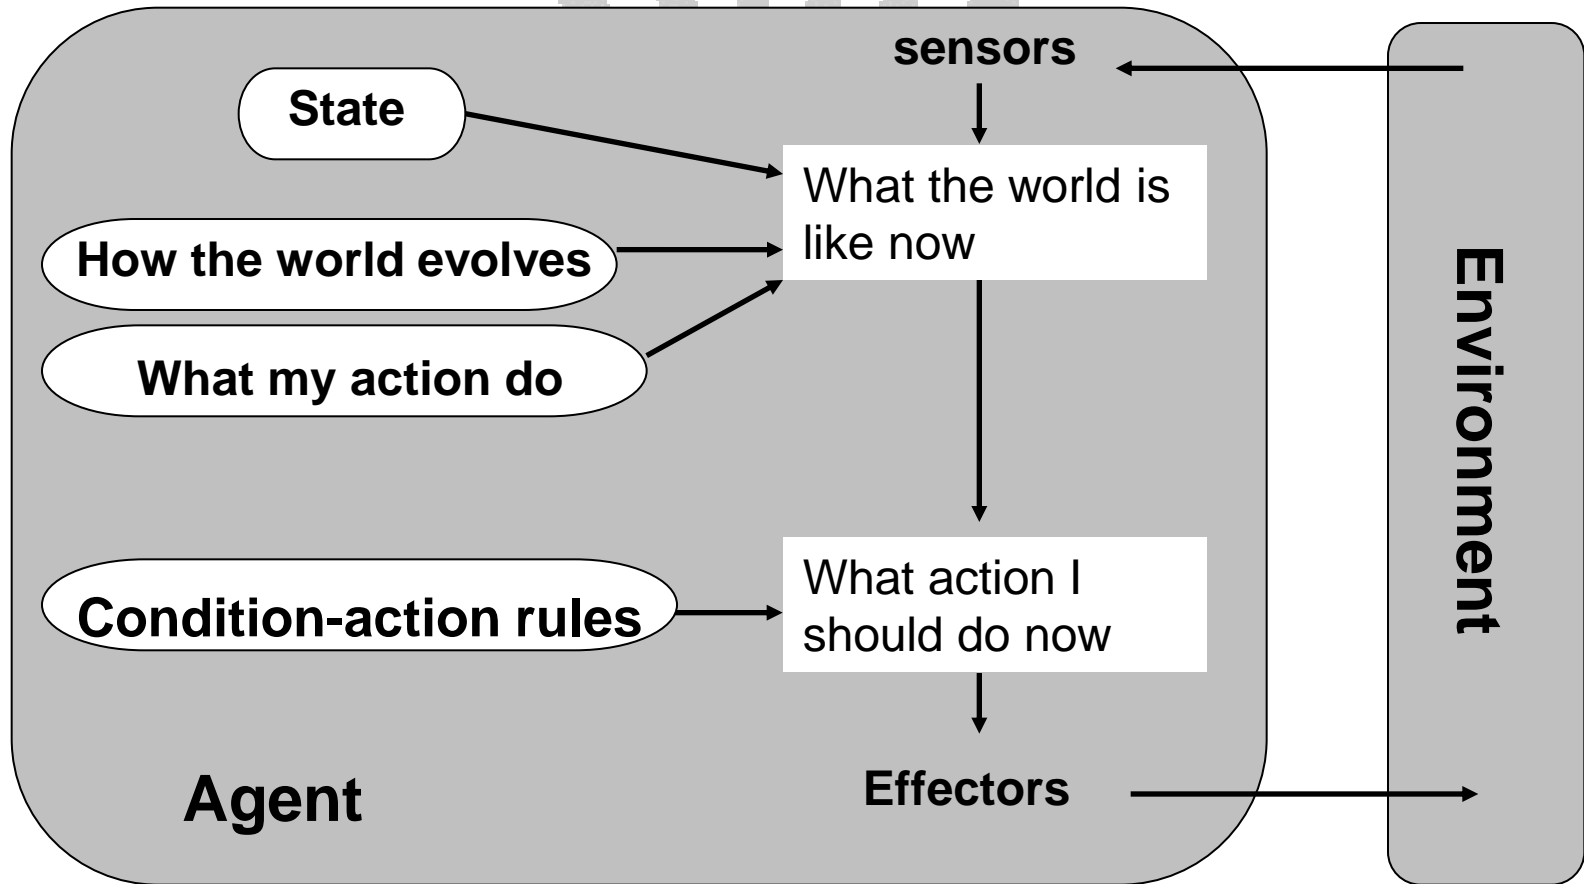 sensors
State
What the world is
like now
How the world evolves
What my action do
Environment
What action I
should do now
Condition-action rules
Effectors
Agent